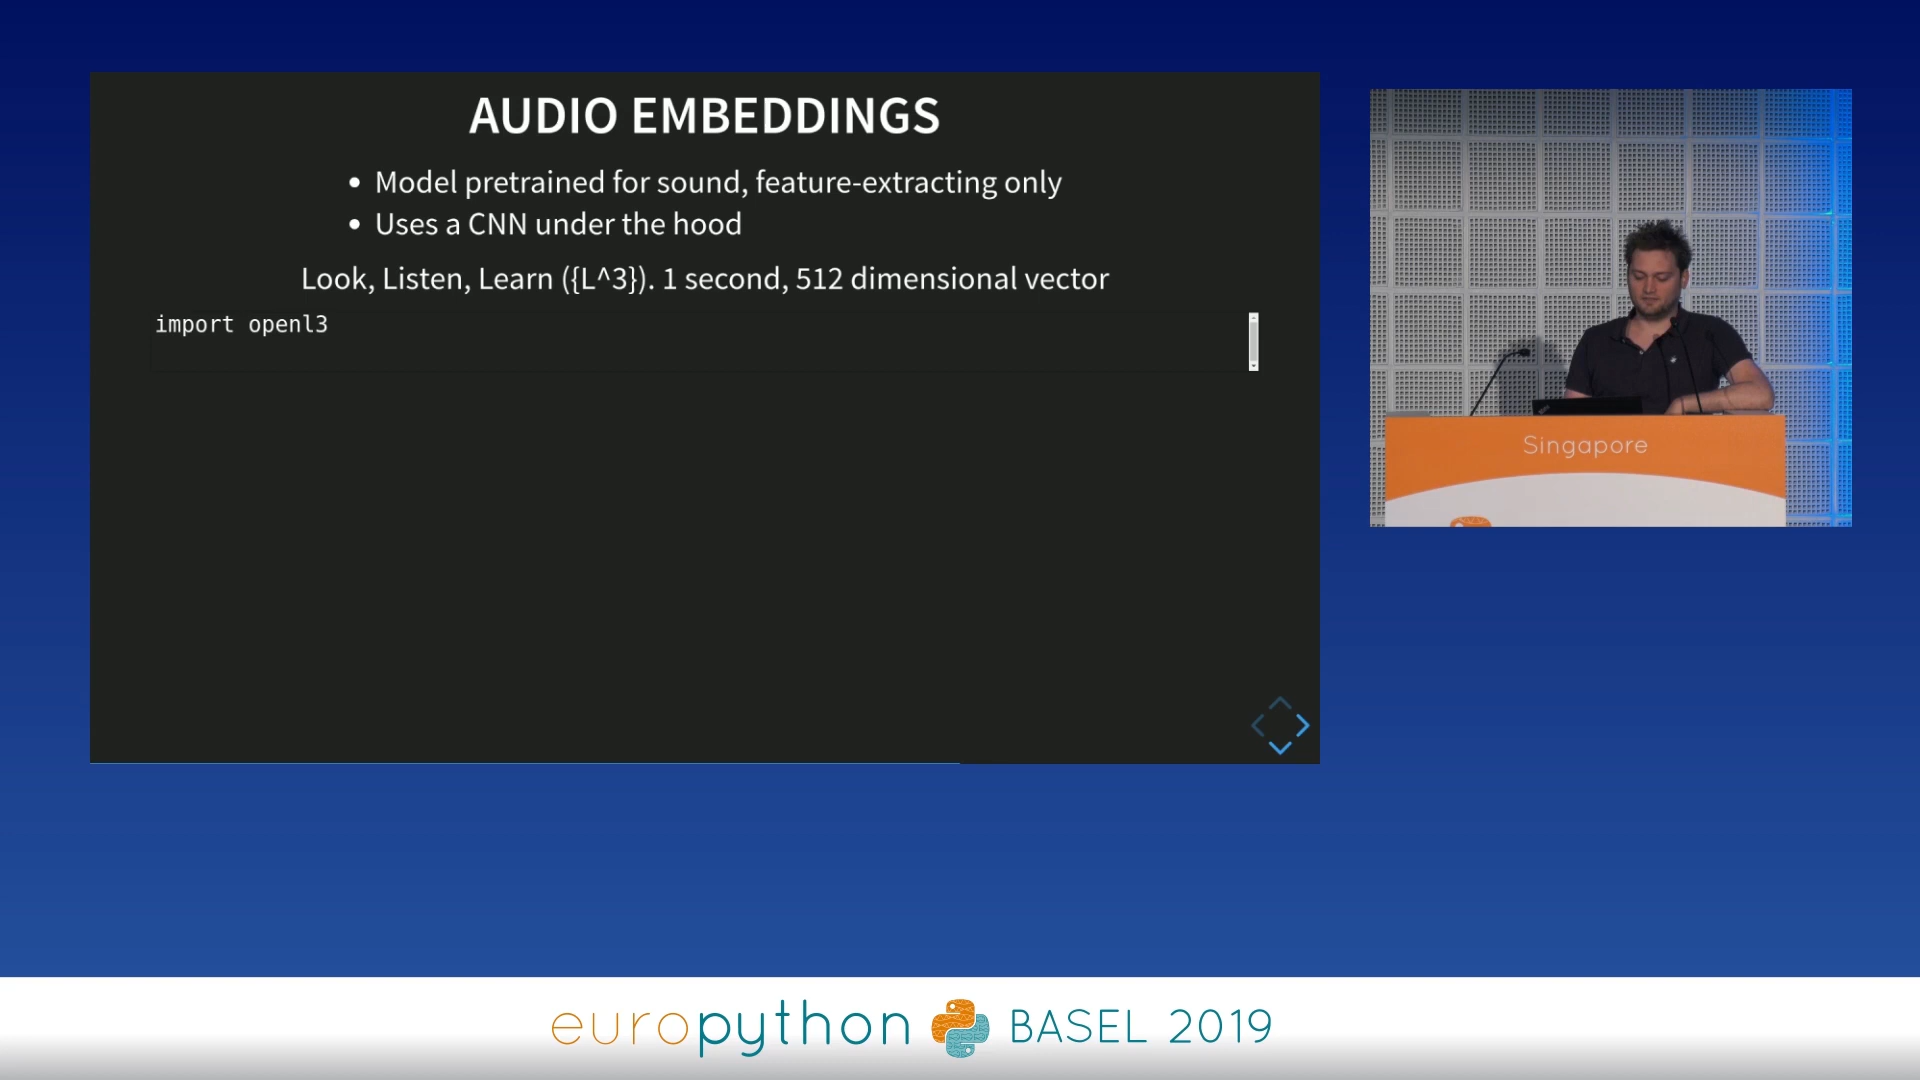 AUDIO EMBEDDINGS
• Model pretrained for sound, feature-extracting only
• Uses a CNN under the hood
Look, Listen, Learn ({L^3}). 1 second, 512 dimensional vector
import openl3
Singapore
europython BASEL 2019